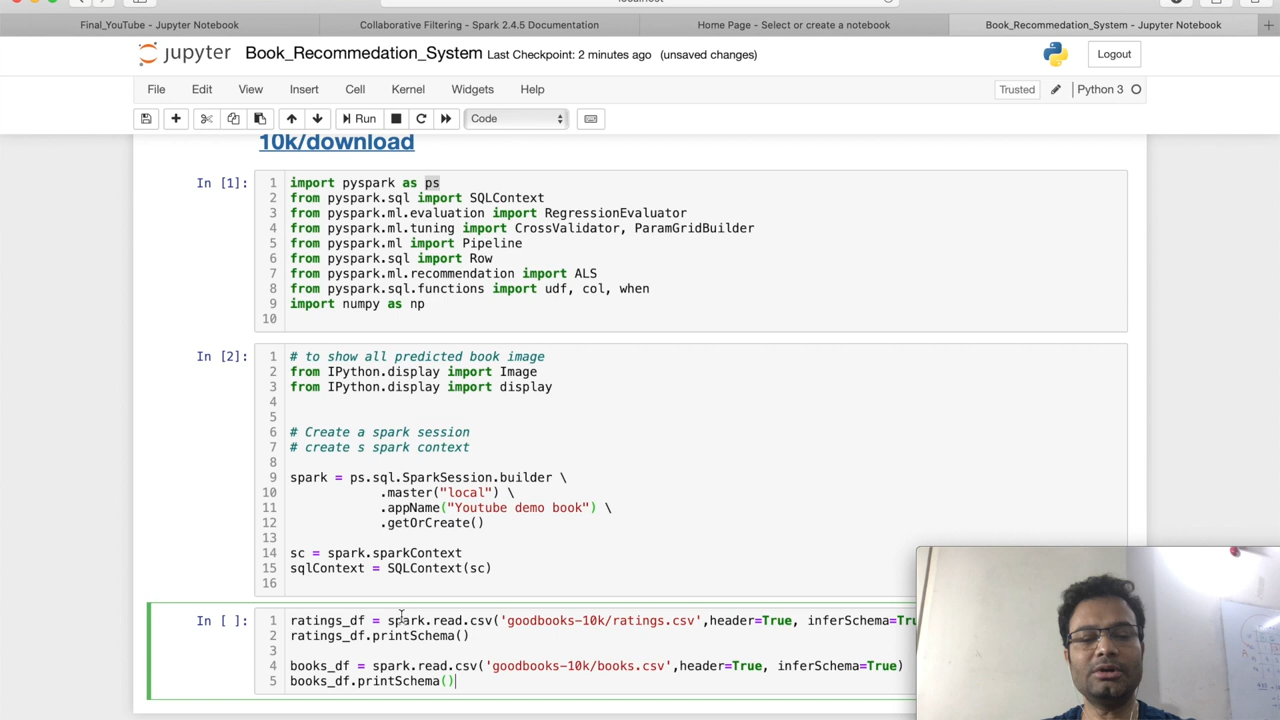 localhost
Final_YouTube - Jupyter Notebook
Collaborative Filtering - Spark 2.4.5 Documentation
Home Page - Select or create a notebook
Book_Recommedation_System - Jupyter Notebook
jupyter Book_Recommedation_System Last Checkpoint: 2 minutes ago (unsaved changes)
Logout
File Edit View Insert Cell Kernel Widgets Help
Trusted
Python 3
Run
Code
10k/download
In [1]:
1 import pyspark as ps
2 from pyspark.sql import SQLContext
3 from pyspark.ml.evaluation import RegressionEvaluator
4 from pyspark.ml.tuning import CrossValidator, ParamGridBuilder
5 from pyspark.ml import Pipeline
6 from pyspark.sql import Row
7 from pyspark.ml.recommendation import ALS
8 from pyspark.sql.functions import udf, col, when
9 import numpy as np
10
In [2]:
1 # to show all predicted book image
2 from IPython.display import Image
3 from IPython.display import display
4
5
6 # Create a spark session
7 # create s spark context
8
9 spark = ps.sql.SparkSession.builder \
10 .master("local") \
11 .appName("Youtube demo book") \
12 .getOrCreate()
13
14 sc = spark.sparkContext
15 sqlContext = SQLContext(sc)
16
In [ ]:
1 ratings_df = spark.read.csv('goodbooks-10k/ratings.csv',header=True, inferSchema=Tru
2 ratings_df.printSchema()
3
4 books_df = spark.read.csv('goodbooks-10k/books.csv',header=True, inferSchema=True)
5 books_df.printSchema()